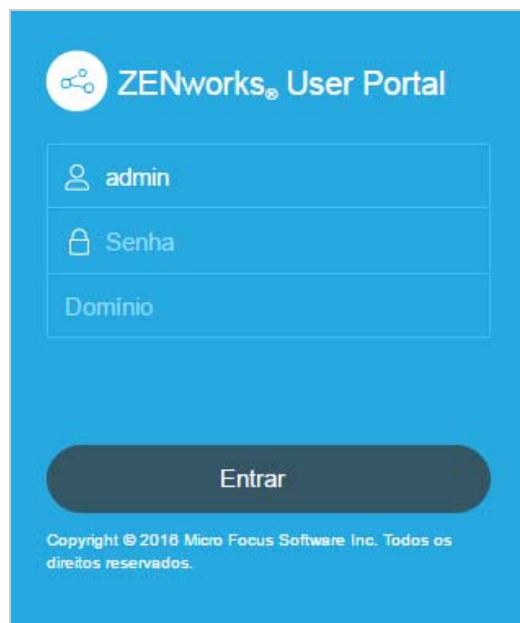 ZENworks® User Portal
admin
Senha
Domínio
Entrar
Copyright © 2016 Micro Focus Software Inc. Todos os
direitos reservados.